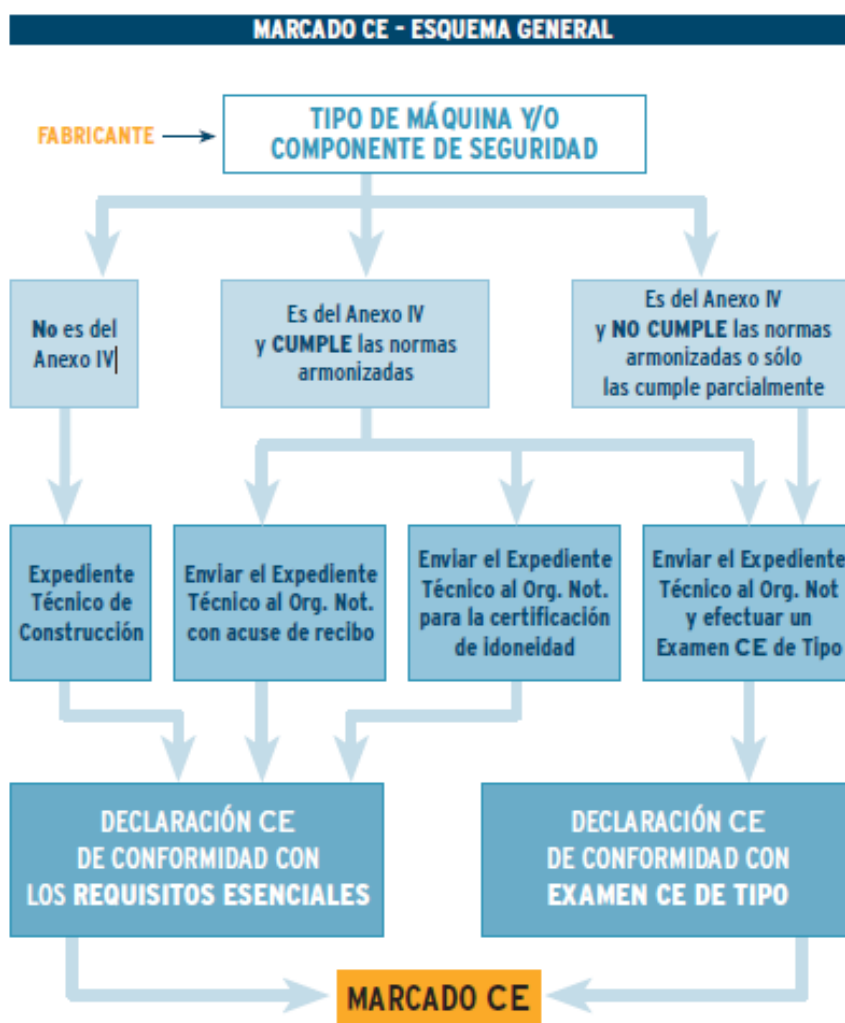 MARCADO CE - ESQUEMA GENERAL
FABRICANTE
TIPO DE MÁQUINA Y/O
COMPONENTE DE SEGURIDAD
No es del
Anexo IV
Es del Anexo IV
y CUMPLE las normas
armonizadas
Es del Anexo IV
y NO CUMPLE las normas
armonizadas o sólo
las cumple parcialmente
Expediente
Técnico de
Construcción
Enviar el Expediente
Técnico al Org. Not.
con acuse de recibo
Enviar el Expediente
Técnico al Org. Not.
para la certificación
de idoneidad
Enviar el Expediente
Técnico al Org. Not
y efectuar un
Examen CE de Tipo
DECLARACIÓN CE
DE CONFORMIDAD CON
LOS REQUISITOS ESENCIALES
DECLARACIÓN CE
DE CONFORMIDAD CON
EXAMEN CE DE TIPO
MARCADO CE